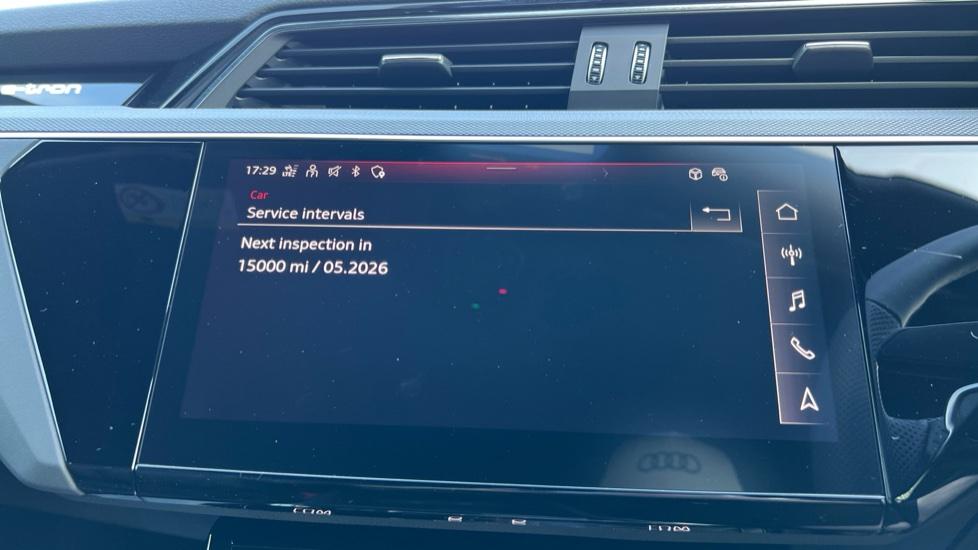 e-tron
17:29
Car
Service intervals
Next inspection in
15000 mi / 05.2026